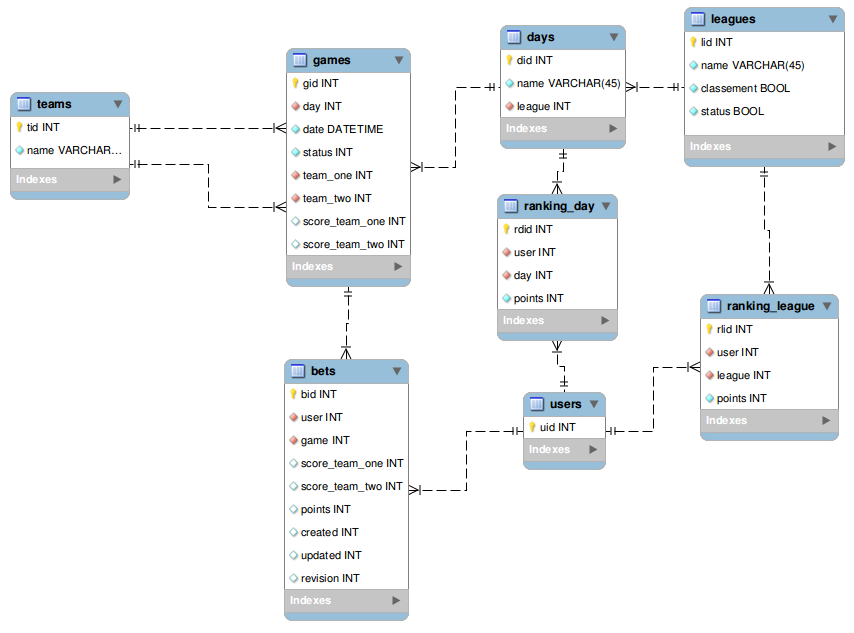 teams
tid INT
name VARCHAR...
Indexes
games
gid INT
day INT
date DATETIME
status INT
team_one INT
team_two INT
score_team_one INT
score_team_two INT
Indexes
days
did INT
name VARCHAR(45)
league INT
Indexes
leagues
lid INT
name VARCHAR(45)
classement BOOL
status BOOL
Indexes
ranking_day
rdid INT
user INT
day INT
points INT
Indexes
ranking_league
rlid INT
user INT
league INT
points INT
Indexes
bets
bid INT
user INT
game INT
score_team_one INT
score_team_two INT
points INT
created INT
updated INT
revision INT
Indexes
users
uid INT
Indexes